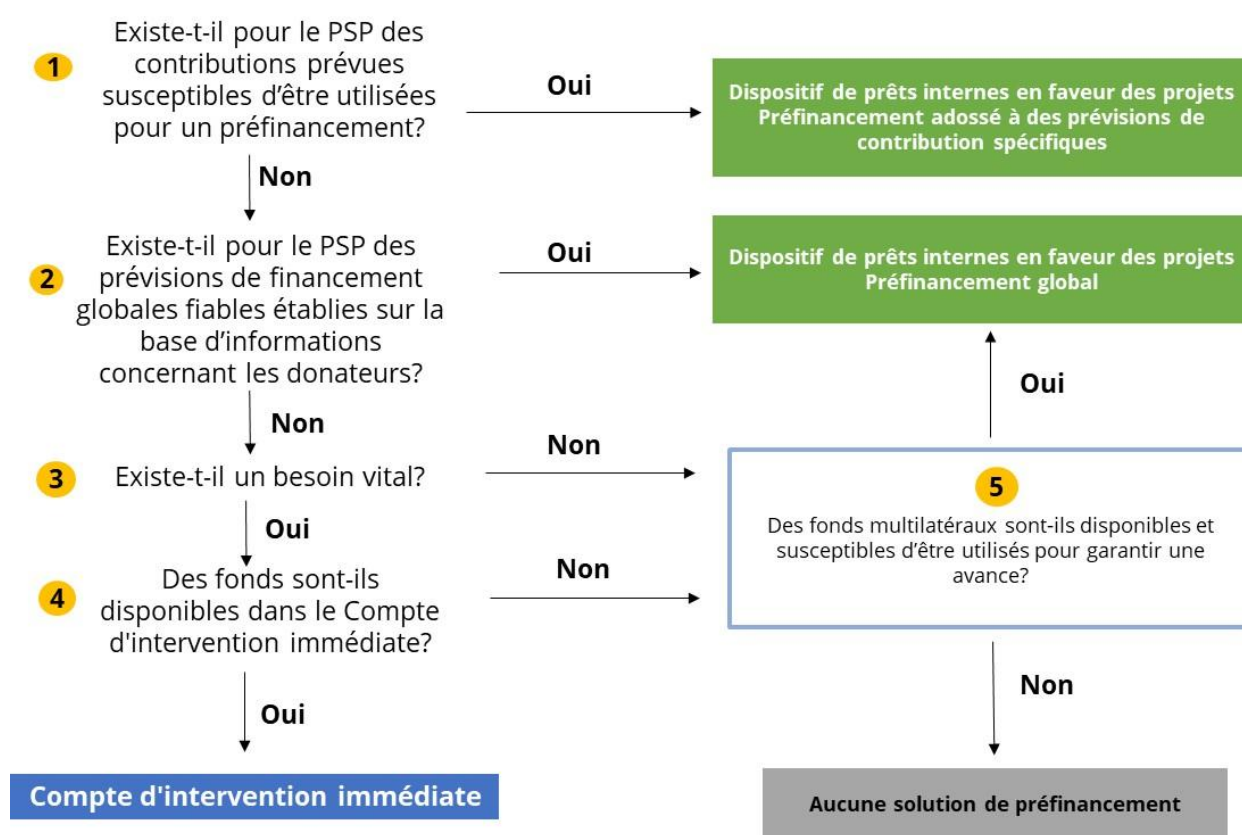 1
Existe-t-il pour le PSP des
contributions prévues
susceptibles d’être utilisées
pour un préfinancement?
Oui
Dispositif de prêts internes en faveur des projets
Préfinancement adossé à des prévisions de
contribution spécifiques
Non
2
Existe-t-il pour le PSP des
prévisions de financement
globales fiables établies sur la
base d’informations
concernant les donateurs?
Oui
Dispositif de prêts internes en faveur des projets
Préfinancement global
Oui
Non
3
Existe-t-il un besoin vital?
Non
5
Des fonds multilatéraux sont-ils disponibles et
susceptibles d’être utilisés pour garantir une
avance?
Oui
4
Des fonds sont-ils
disponibles dans le Compte
d'intervention immédiate?
Non
Non
Oui
Compte d'intervention immédiate
Aucune solution de préfinancement